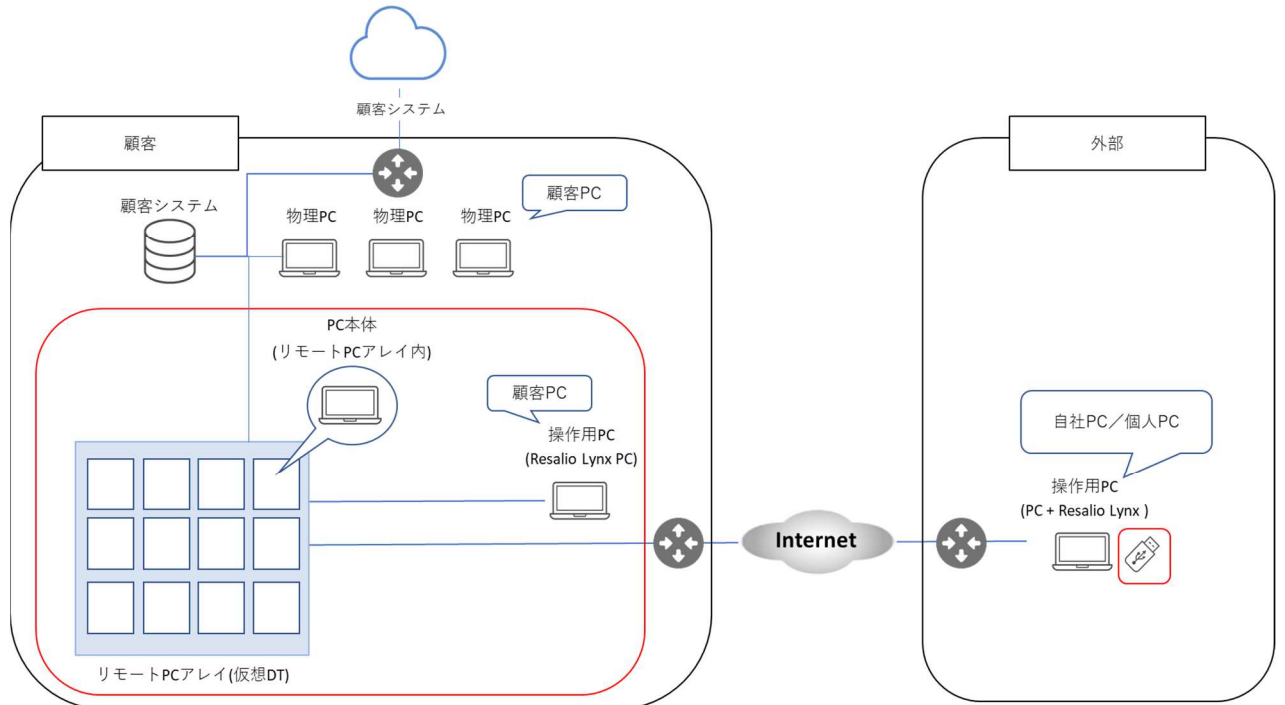 顧客システム
顧客
外部
顧客システム
物理PC
物理PC
物理PC
顧客PC
PC本体
(リモートPCアレイ内)
顧客PC
操作用PC
(Resalio Lynx PC)
自社PC／個人PC
操作用PC
(PC + Resalio Lynx )
Internet
リモートPCアレイ(仮想DT)